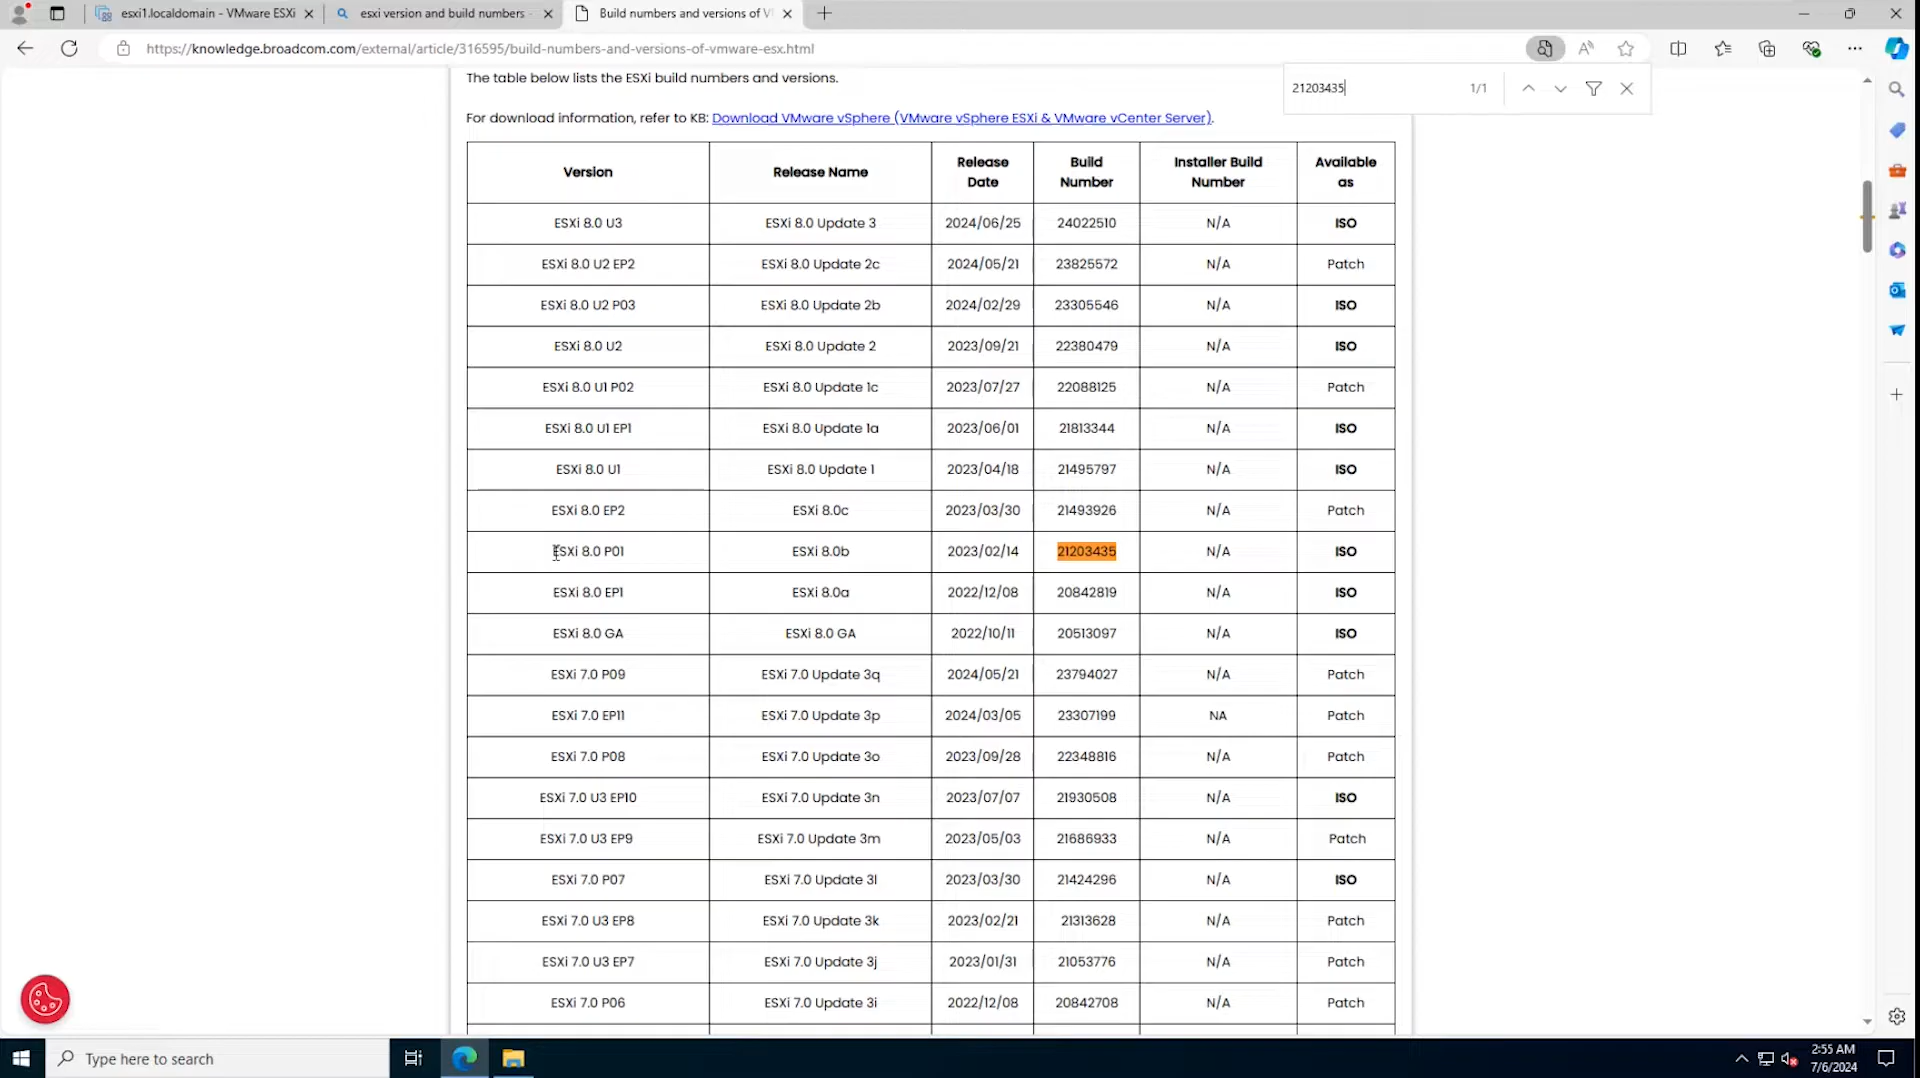 esxi1.localdomain - VMware ESXi
esxi version and build numbers
Build numbers and versions of V
https://knowledge.broadcom.com/external/article/316595/build-numbers-and-versions-of-vmware-esx.html
21203435
1/1
The table below lists the ESXi build numbers and versions.
For download information, refer to KB: Download VMware vSphere (VMware vSphere ESXi & VMware vCenter Server).
Version Release Name Release Date Build Number Installer Build Number Available as
ESXi 8.0 U3 ESXi 8.0 Update 3 2024/06/25 24022510 N/A ISO
ESXi 8.0 U2 EP2 ESXi 8.0 Update 2c 2024/05/21 23825572 N/A Patch
ESXi 8.0 U2 P03 ESXi 8.0 Update 2b 2024/02/29 23305546 N/A ISO
ESXi 8.0 U2 ESXi 8.0 Update 2 2023/09/21 22380479 N/A ISO
ESXi 8.0 U1 P02 ESXi 8.0 Update 1c 2023/07/27 22088125 N/A Patch
ESXi 8.0 U1 EP1 ESXi 8.0 Update 1a 2023/06/01 21813344 N/A ISO
ESXi 8.0 U1 ESXi 8.0 Update 1 2023/04/18 21495797 N/A ISO
ESXi 8.0 EP2 ESXi 8.0c 2023/03/30 21493926 N/A Patch
ESXi 8.0 P01 ESXi 8.0b 2023/02/14 21203435 N/A ISO
ESXi 8.0 EP1 ESXi 8.0a 2022/12/08 20842819 N/A ISO
ESXi 8.0 GA ESXi 8.0 GA 2022/10/11 20513097 N/A ISO
ESXi 7.0 P09 ESXi 7.0 Update 3q 2024/05/21 23794027 N/A Patch
ESXi 7.0 EP11 ESXi 7.0 Update 3p 2024/03/05 23307199 NA Patch
ESXi 7.0 P08 ESXi 7.0 Update 3o 2023/09/28 22348816 N/A Patch
ESXi 7.0 U3 EP10 ESXi 7.0 Update 3n 2023/07/07 21930508 N/A ISO
ESXi 7.0 U3 EP9 ESXi 7.0 Update 3m 2023/05/03 21686933 N/A Patch
ESXi 7.0 P07 ESXi 7.0 Update 3l 2023/03/30 21424296 N/A ISO
ESXi 7.0 U3 EP8 ESXi 7.0 Update 3k 2023/02/21 21313628 N/A Patch
ESXi 7.0 U3 EP7 ESXi 7.0 Update 3j 2023/01/31 21053776 N/A Patch
ESXi 7.0 P06 ESXi 7.0 Update 3i 2022/12/08 20842708 N/A Patch
Type here to search
2:55 AM
7/6/2024